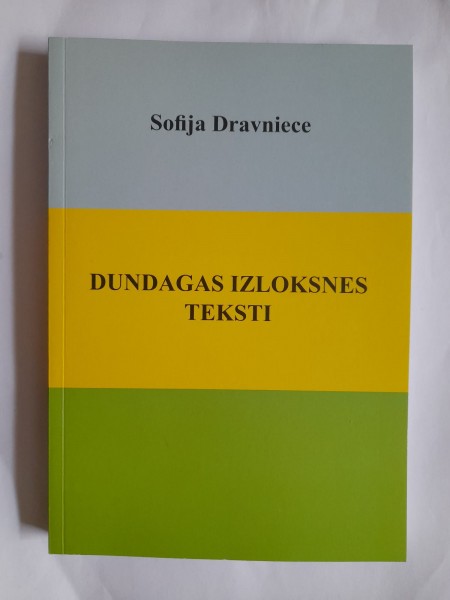 Sofija Dravniece
DUNDAGAS IZLOKSNES
TEKSTI